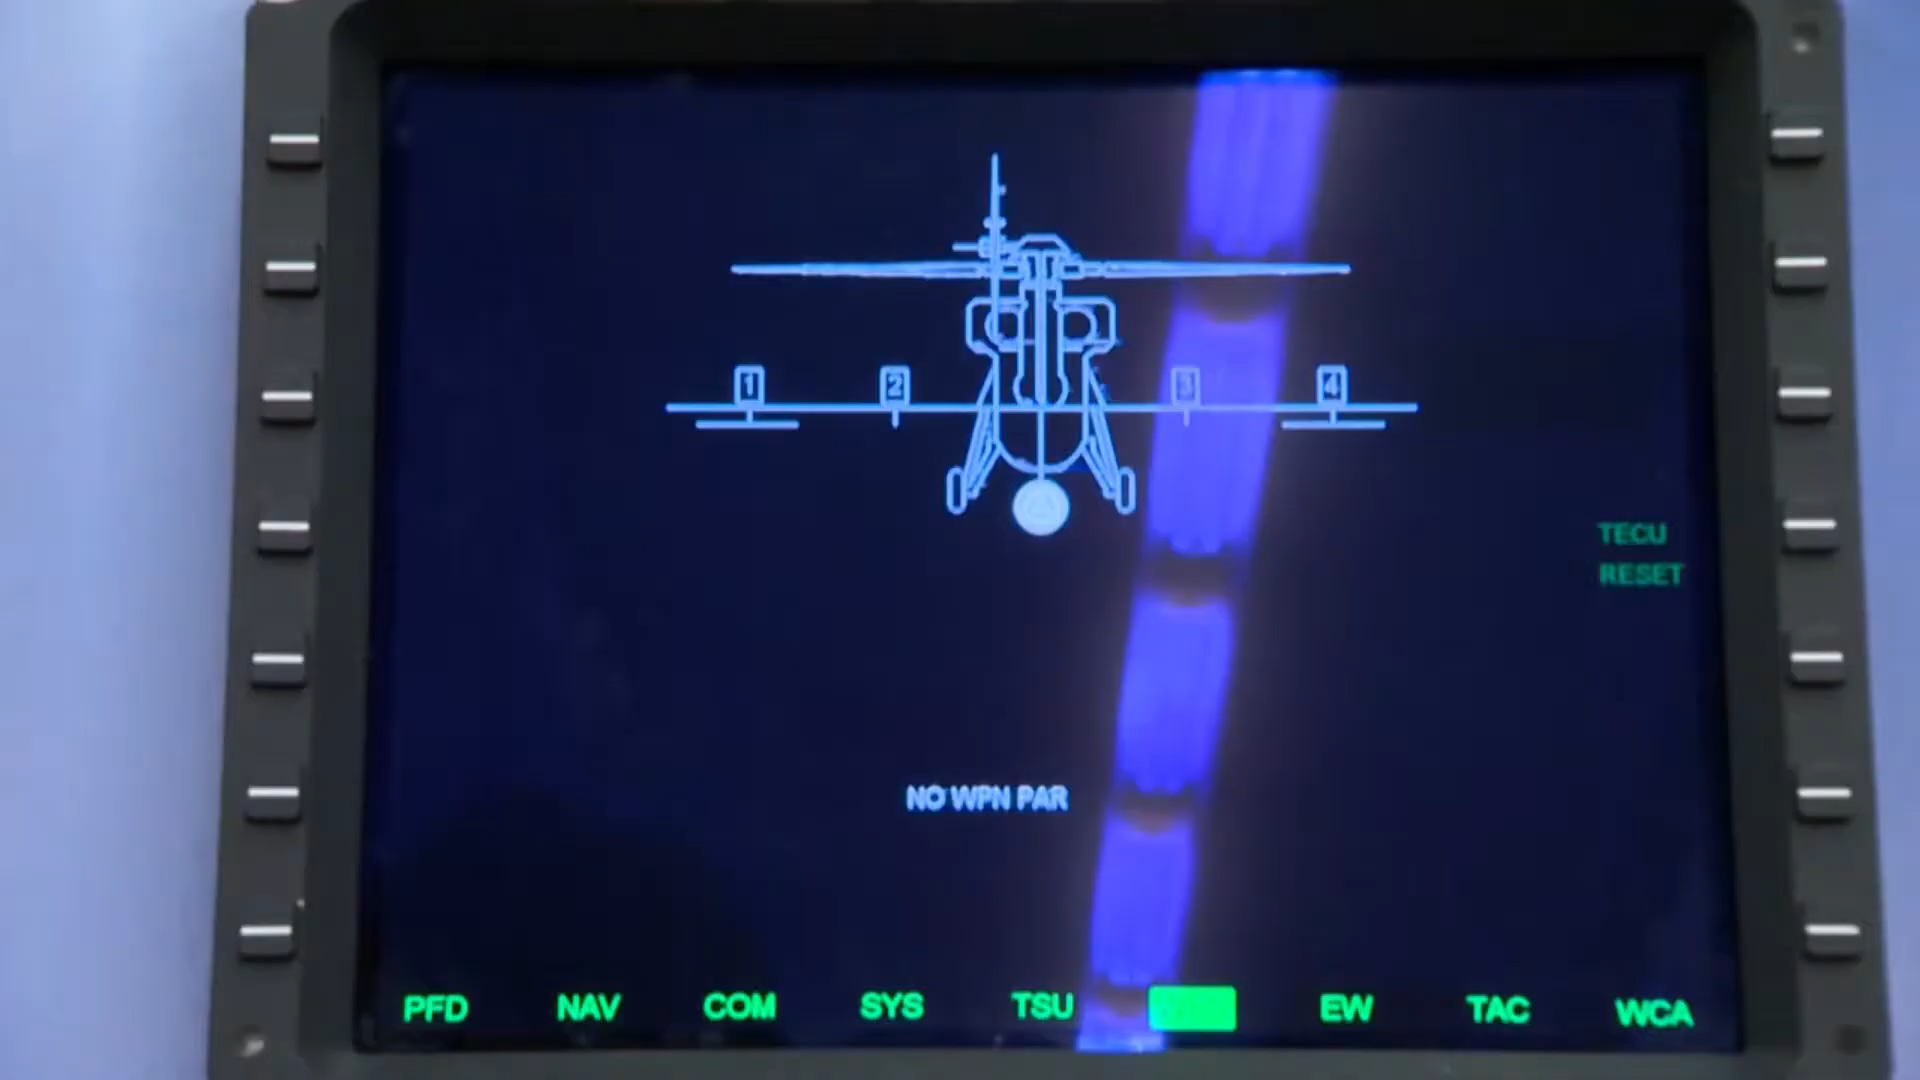 1 2 3 4
TECU
RESET
NO WPN PAR
PFD NAV COM SYS TSU EW TAC WCA